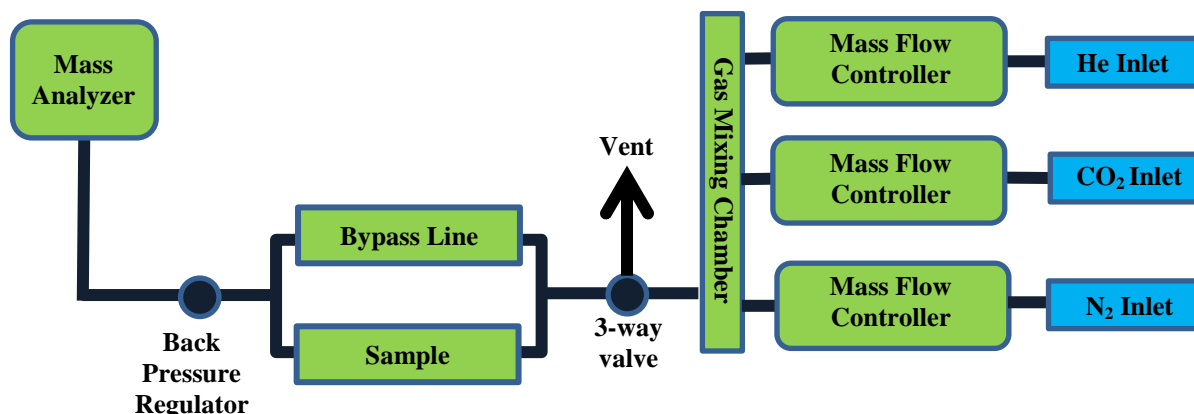 Mass
Analyzer
Back
Pressure
Regulator
Bypass Line
Sample
Vent
3-way
valve
Gas Mixing Chamber
Mass Flow
Controller
He Inlet
Mass Flow
Controller
CO₂ Inlet
Mass Flow
Controller
N₂ Inlet